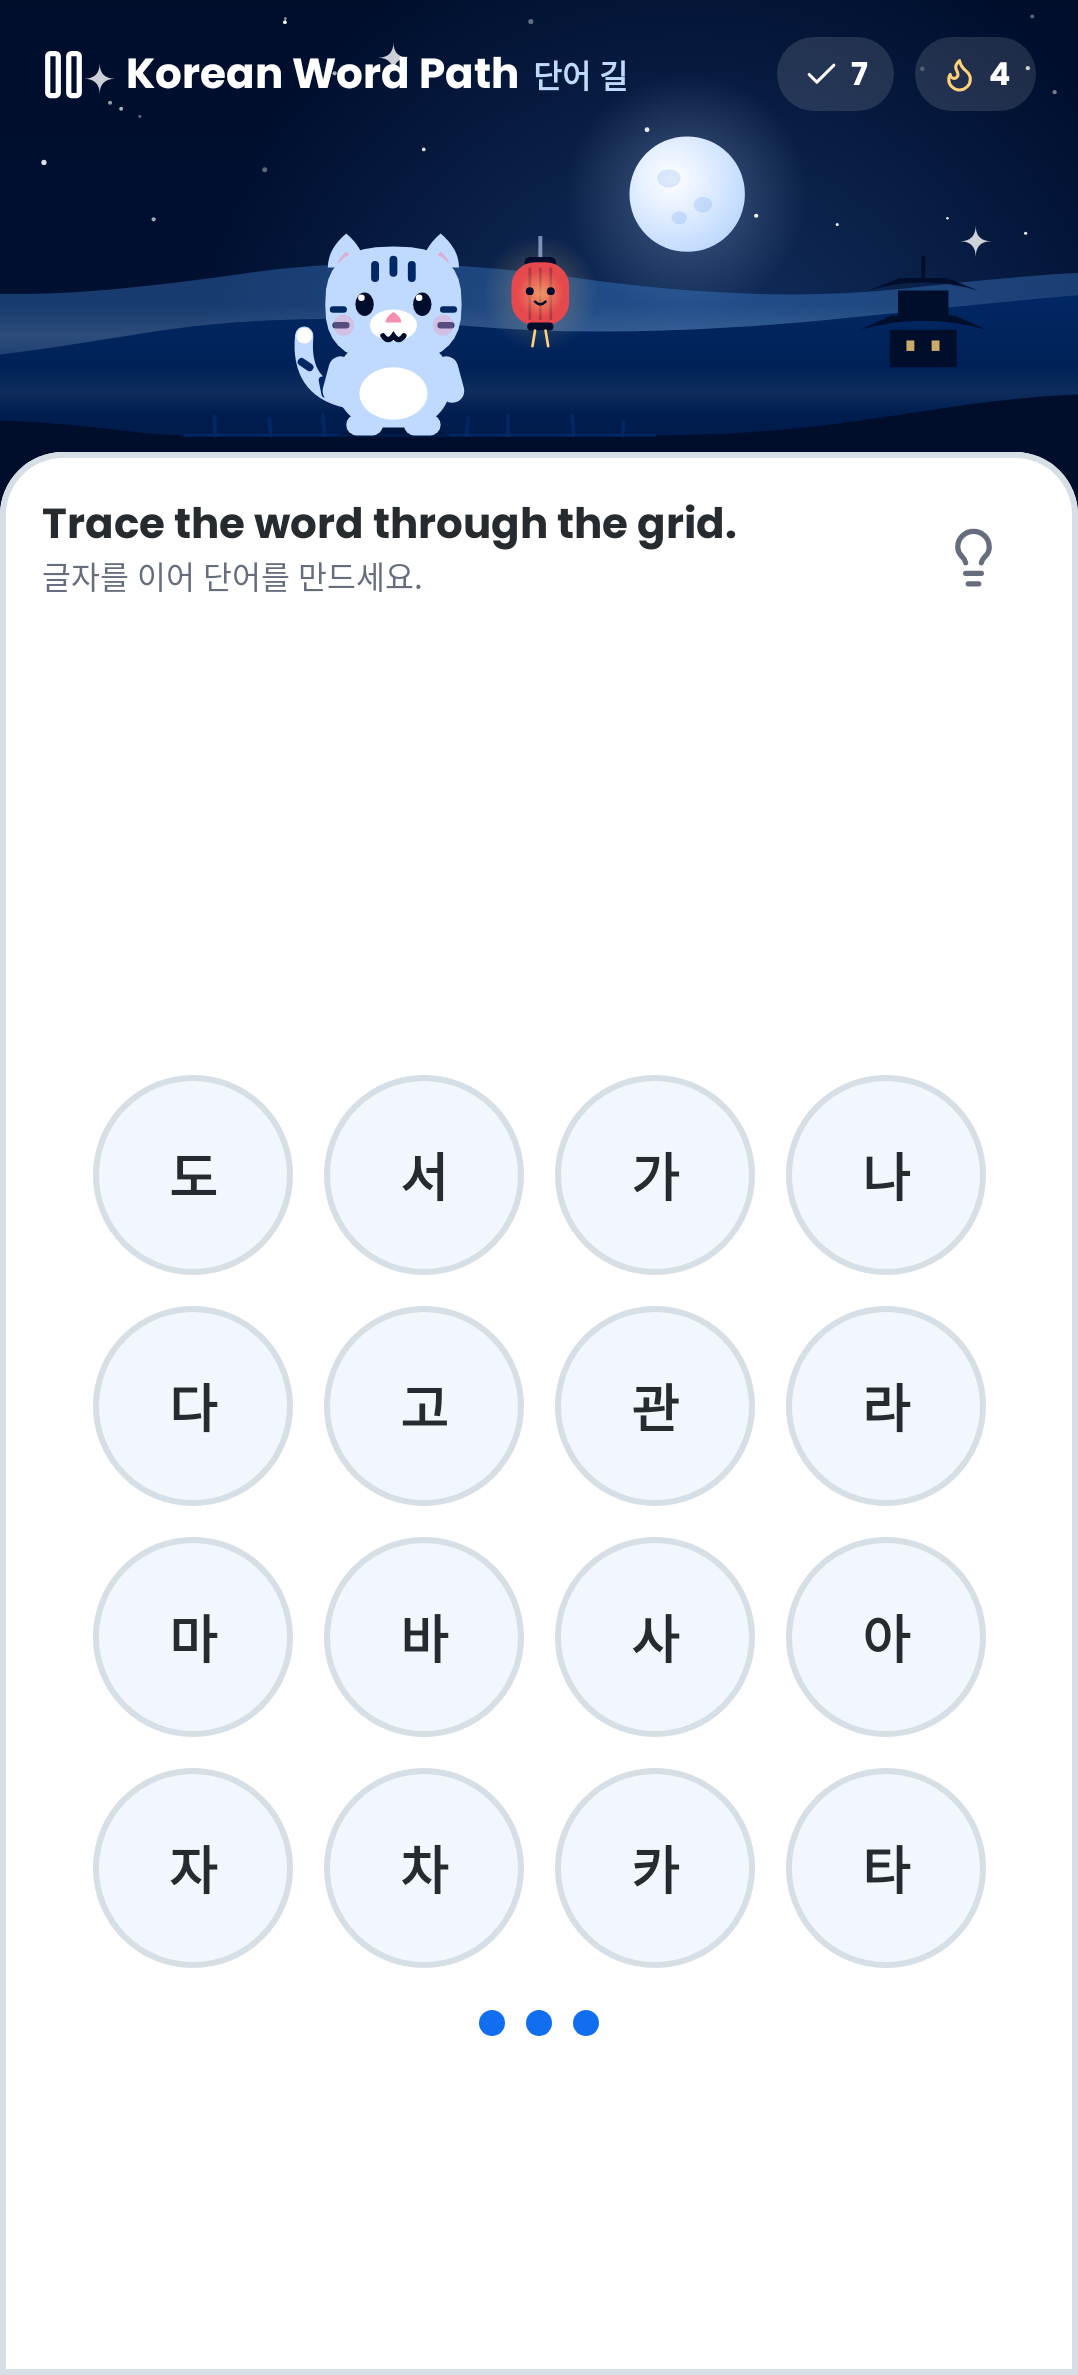 Korean Word Path 단어 길
7
4
Trace the word through the grid.
글자를 이어 단어를 만드세요.
도 서 가 나
다 고 관 라
마 바 사 아
자 차 카 타